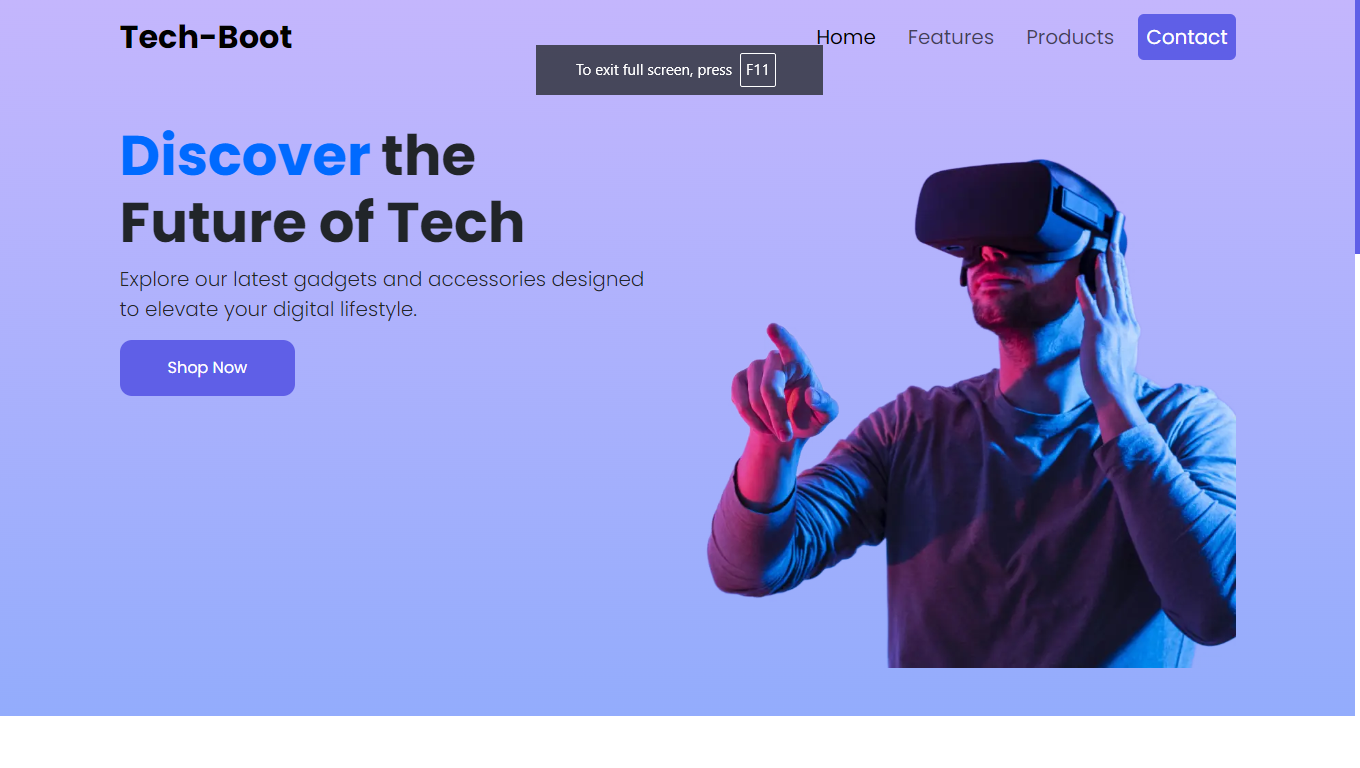 Tech-Boot
Home Features Products Contact
To exit full screen, press F11
Discover the
Future of Tech
Explore our latest gadgets and accessories designed
to elevate your digital lifestyle.
Shop Now